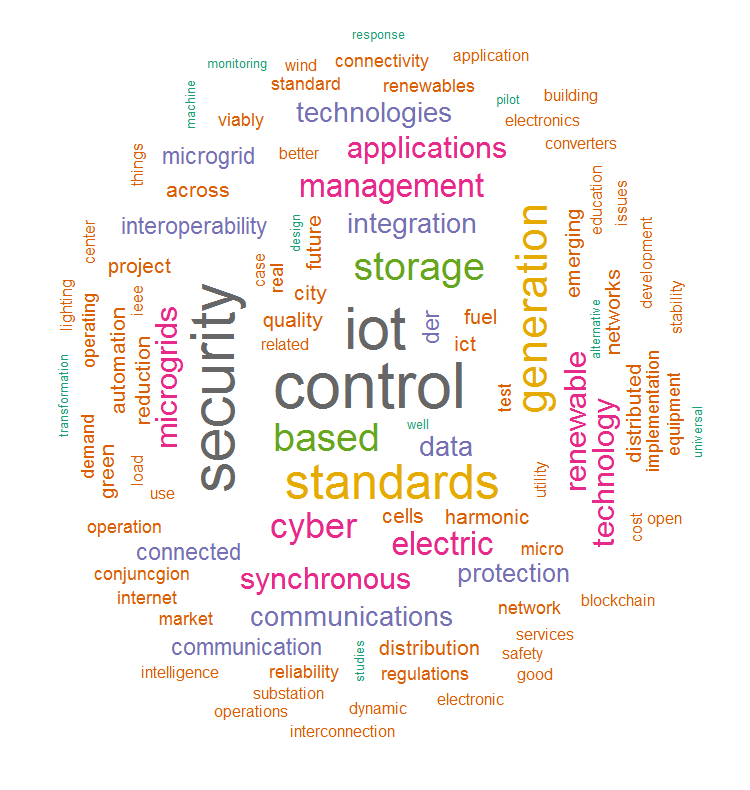 response
monitoring
wind
connectivity
application
machine
standard
renewables
viably
technologies
pilot
building
electronics
things
microgrid
better
applications
converters
across
management
education
issues
center
interoperability
design
future
integration
generation
emerging
development
project
case
real
storage
networks
stability
lighting
operating
ieee
city
security
quality
related
iot
der
fuel
ict
alternative
automation
reduction
microgrids
control
test
renewable
technology
distributed
implementation
equipment
universal
transformation
demand
green
load
use
based
well
data
standards
utility
cost
open
operation
cyber
cells
harmonic
connected
electric
micro
conjuncgion
synchronous
protection
internet
market
communications
network
blockchain
communication
studies
distribution
services
safety
intelligence
reliability
regulations
good
substation
operations
dynamic
electronic
interconnection